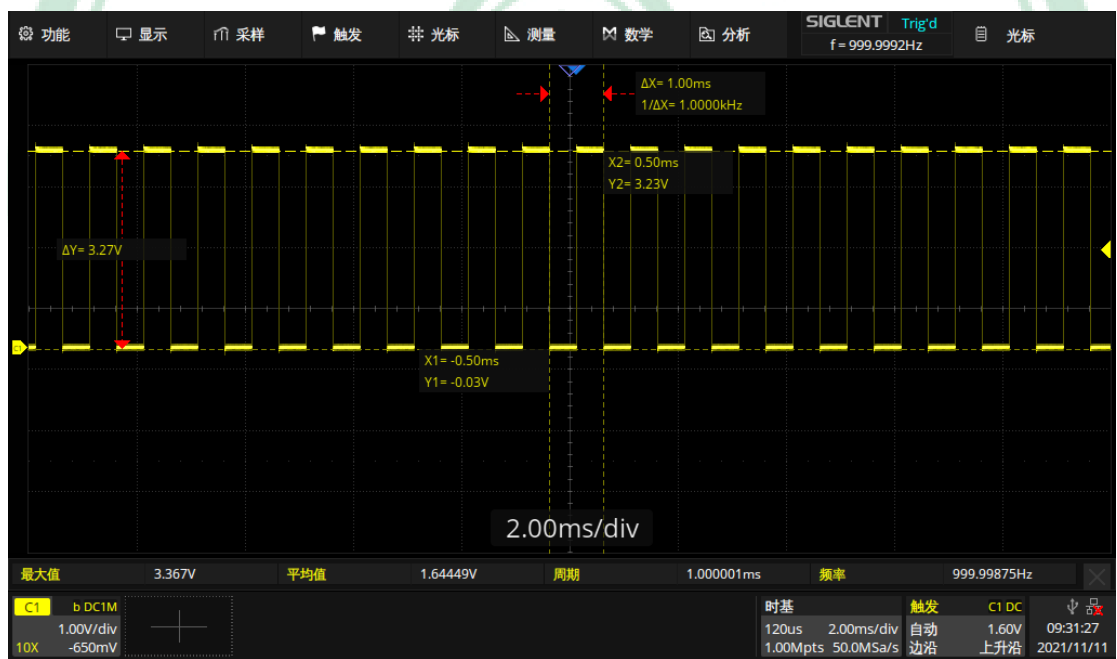 功能 显示 采样 触发 光标 测量 数学 分析 SIGLENT Trig'd 光标
f = 999.9992Hz
ΔX= 1.00ms
1/ΔX= 1.0000kHz
X2= 0.50ms
Y2= 3.23V
ΔY= 3.27V
C1
X1= -0.50ms
Y1= -0.03V
2.00ms/div
最大值 3.367V 平均值 1.64449V 周期 1.000001ms 频率 999.99875Hz
C1 b DC1M 时基 触发 C1 DC
1.00V/div 120us 2.00ms/div 自动 1.60V 09:31:27
10X -650mV 1.00Mpts 50.0MSa/s 边沿 上升沿 2021/11/11